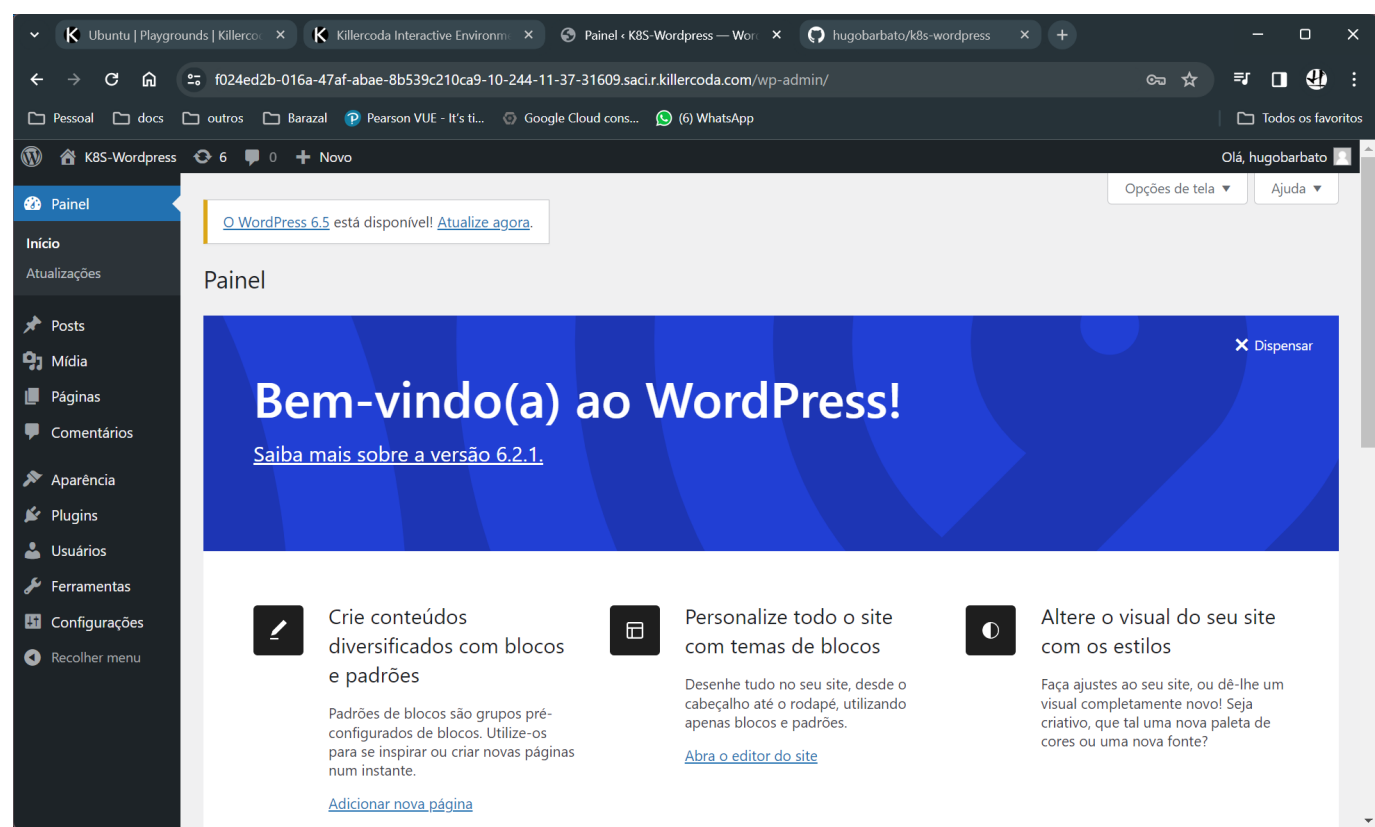 Ubuntu | Playgrounds | Killerco
Killercoda Interactive Environm
Painel ‹ K8S-Wordpress — Wor
hugobarbato/k8s-wordpress
f024ed2b-016a-47af-abae-8b539c210ca9-10-244-11-37-31609.saci.r.killercoda.com/wp-admin/
Pessoal docs outros Barazal Pearson VUE - It's ti... Google Cloud cons... (6) WhatsApp Todos os favoritos
K8S-Wordpress 6 0 Novo Olá, hugobarbato
Opções de tela Ajuda
Painel
Início
Atualizações
Posts
Mídia
Páginas
Comentários
Aparência
Plugins
Usuários
Ferramentas
Configurações
Recolher menu
O WordPress 6.5 está disponível! Atualize agora.
Painel
Dispensar
Bem-vindo(a) ao WordPress!
Saiba mais sobre a versão 6.2.1.
Crie conteúdos
diversificados com blocos
e padrões
Padrões de blocos são grupos pré-
configurados de blocos. Utilize-os
para se inspirar ou criar novas páginas
num instante.
Adicionar nova página
Personalize todo o site
com temas de blocos
Desenhe tudo no seu site, desde o
cabeçalho até o rodapé, utilizando
apenas blocos e padrões.
Abra o editor do site
Altere o visual do seu site
com os estilos
Faça ajustes ao seu site, ou dê-lhe um
visual completamente novo! Seja
criativo, que tal uma nova paleta de
cores ou uma nova fonte?